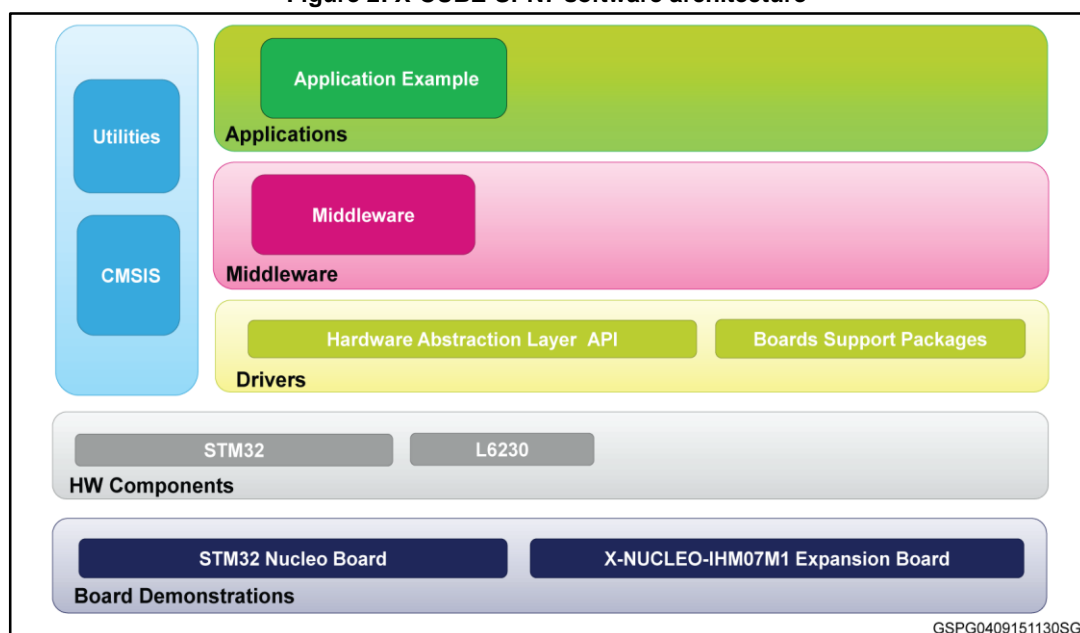 Utilities
CMSIS
Application Example
Applications
Middleware
Middleware
Hardware Abstraction Layer API
Boards Support Packages
Drivers
STM32
L6230
HW Components
STM32 Nucleo Board
X-NUCLEO-IHM07M1 Expansion Board
Board Demonstrations
GSPG0409151130SG